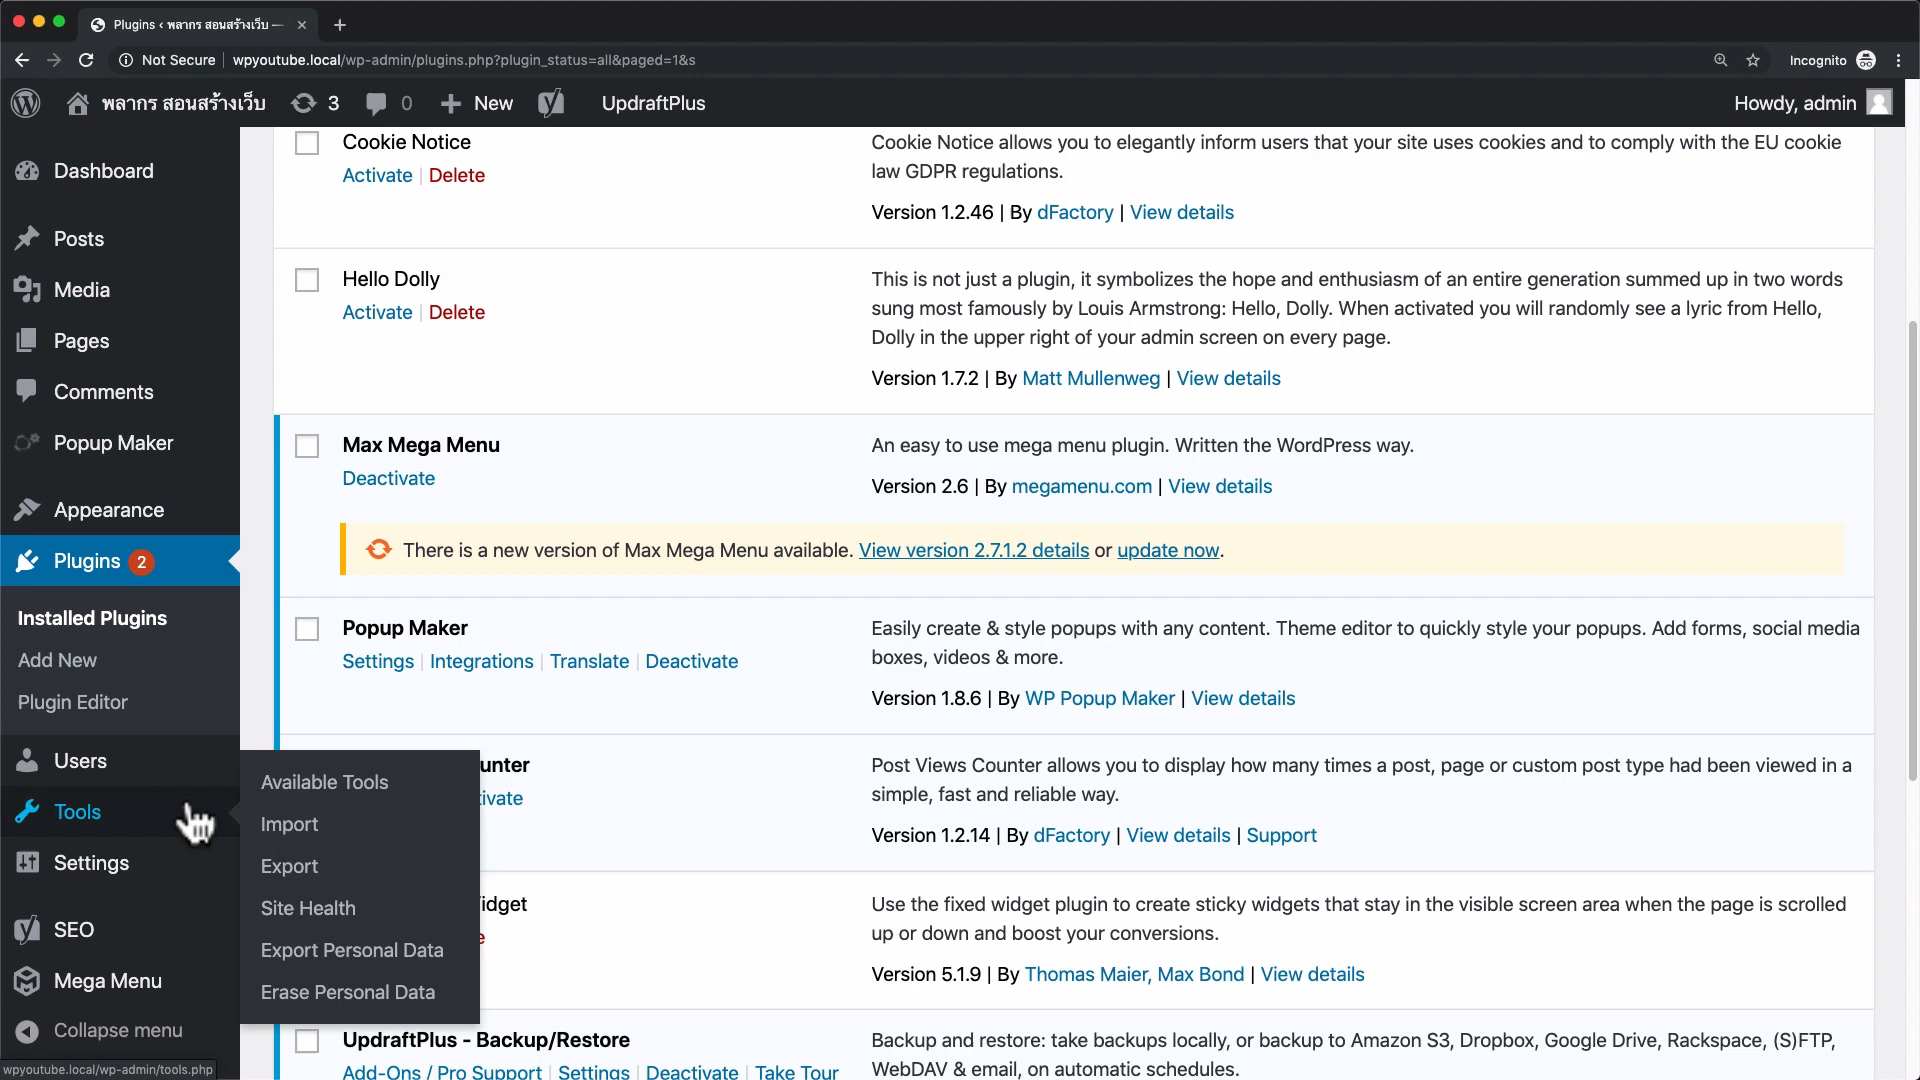 Plugins ‹ พลากร สอนสร้างเว็บ —
Not Secure
wpyoutube.local/wp-admin/plugins.php?plugin_status=all&paged=1&s
Incognito
พลากร สอนสร้างเว็บ
3
0
New
UpdraftPlus
Howdy, admin
Dashboard
Posts
Media
Pages
Comments
Popup Maker
Appearance
Plugins 2
Installed Plugins
Add New
Plugin Editor
Users
Tools
Settings
SEO
Mega Menu
Collapse menu
Available Tools
Import
Export
Site Health
Export Personal Data
Erase Personal Data
Cookie Notice
Activate | Delete
Cookie Notice allows you to elegantly inform users that your site uses cookies and to comply with the EU cookie
law GDPR regulations.
Version 1.2.46 | By dFactory | View details
Hello Dolly
Activate | Delete
This is not just a plugin, it symbolizes the hope and enthusiasm of an entire generation summed up in two words
sung most famously by Louis Armstrong: Hello, Dolly. When activated you will randomly see a lyric from Hello,
Dolly in the upper right of your admin screen on every page.
Version 1.7.2 | By Matt Mullenweg | View details
Max Mega Menu
Deactivate
An easy to use mega menu plugin. Written the WordPress way.
Version 2.6 | By megamenu.com | View details
There is a new version of Max Mega Menu available. View version 2.7.1.2 details or update now.
Popup Maker
Settings | Integrations | Translate | Deactivate
Easily create & style popups with any content. Theme editor to quickly style your popups. Add forms, social media
boxes, videos & more.
Version 1.8.6 | By WP Popup Maker | View details
unter
ivate
Post Views Counter allows you to display how many times a post, page or custom post type had been viewed in a
simple, fast and reliable way.
Version 1.2.14 | By dFactory | View details | Support
idget
e
Use the fixed widget plugin to create sticky widgets that stay in the visible screen area when the page is scrolled
up or down and boost your conversions.
Version 5.1.9 | By Thomas Maier, Max Bond | View details
UpdraftPlus - Backup/Restore
Add-Ons / Pro Support | Settings | Deactivate | Take Tour
Backup and restore: take backups locally, or backup to Amazon S3, Dropbox, Google Drive, Rackspace, (S)FTP,
WebDAV & email, on automatic schedules.
wpyoutube.local/wp-admin/tools.php